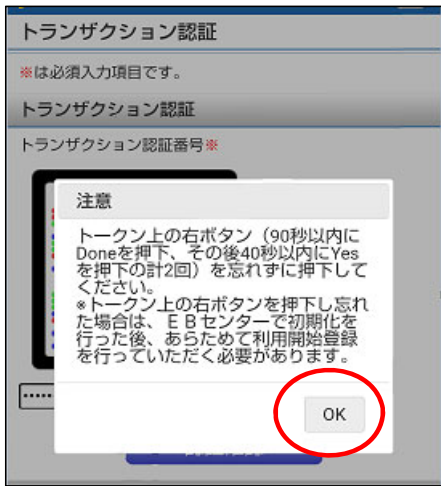 トランザクション認証
※は必須入力項目です。
トランザクション認証
トランザクション認証番号※
注意
トークン上の右ボタン（90秒以内に
Doneを押下、その後40秒以内にYes
を押下の計2回）を忘れずに押下して
ください。
※トークン上の右ボタンを押下し忘れ
た場合は、ＥＢセンターで初期化を
行った後、あらためて利用開始登録
を行っていただく必要があります。
OK